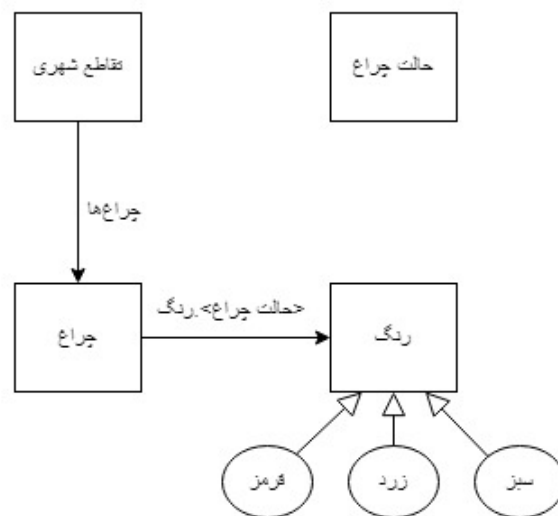 تقاطع شهری
حالت چراغ
چراغ‌ها
چراغ
<حالت چراغ>.رنگ
رنگ
قرمز
زرد
سبز